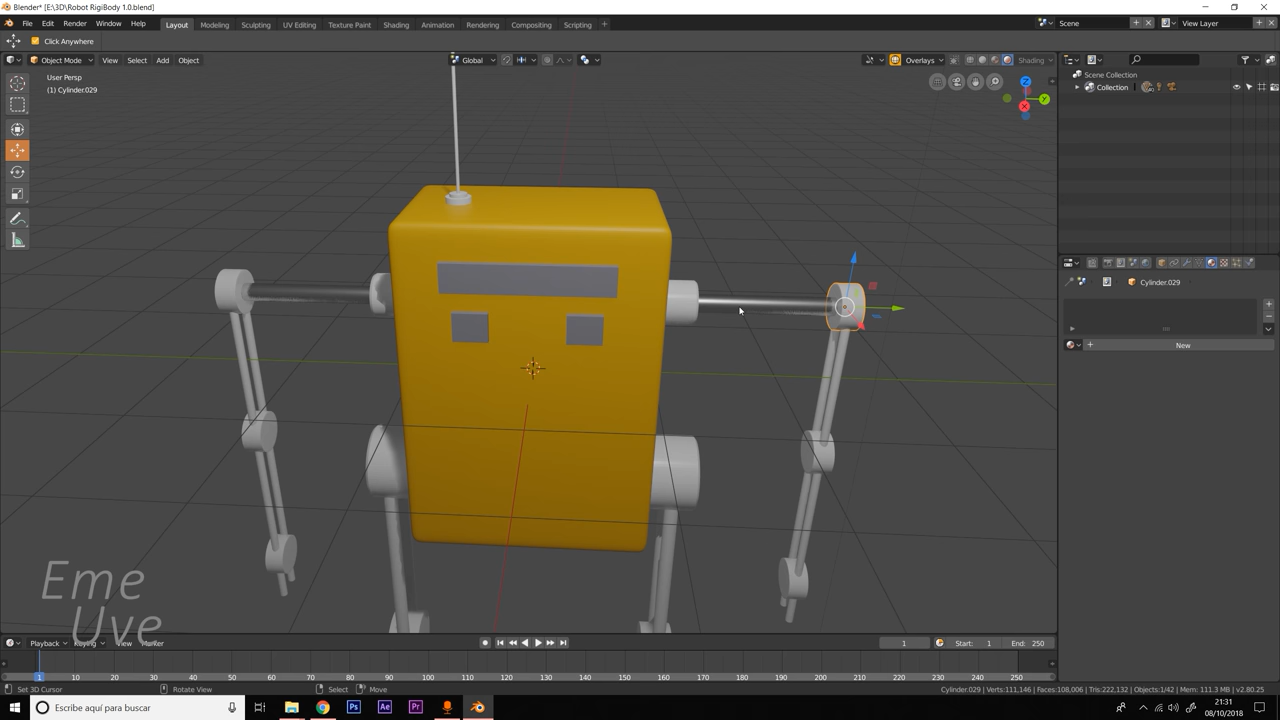 Blender* [E:\3D\Robot RigiBody 1.0.blend]
File Edit Render Window Help Layout Modeling Sculpting UV Editing Texture Paint Shading Animation Rendering Compositing Scripting + Scene View Layer
Click Anywhere
Object Mode View Select Add Object Global Overlays Shading
User Persp
(1) Cylinder.029
Scene Collection
Collection
Z
Y
X
Cylinder.029
+ New
Eme
Uve
Playback Keying View Marker 1 Start: 1 End: 250
1 10 20 30 40 50 60 70 80 90 100 110 120 130 140 150 160 170 180 190 200 210 220 230 240 250
Set 3D Cursor Rotate View Select Move Cylinder.029 | Verts:111,146 | Faces:108,006 | Tris:222,132 | Objects:1/42 | Mem: 111.3 MB | v2.80.25
Escribe aquí para buscar Ps Ae Pr 21:31
08/10/2018